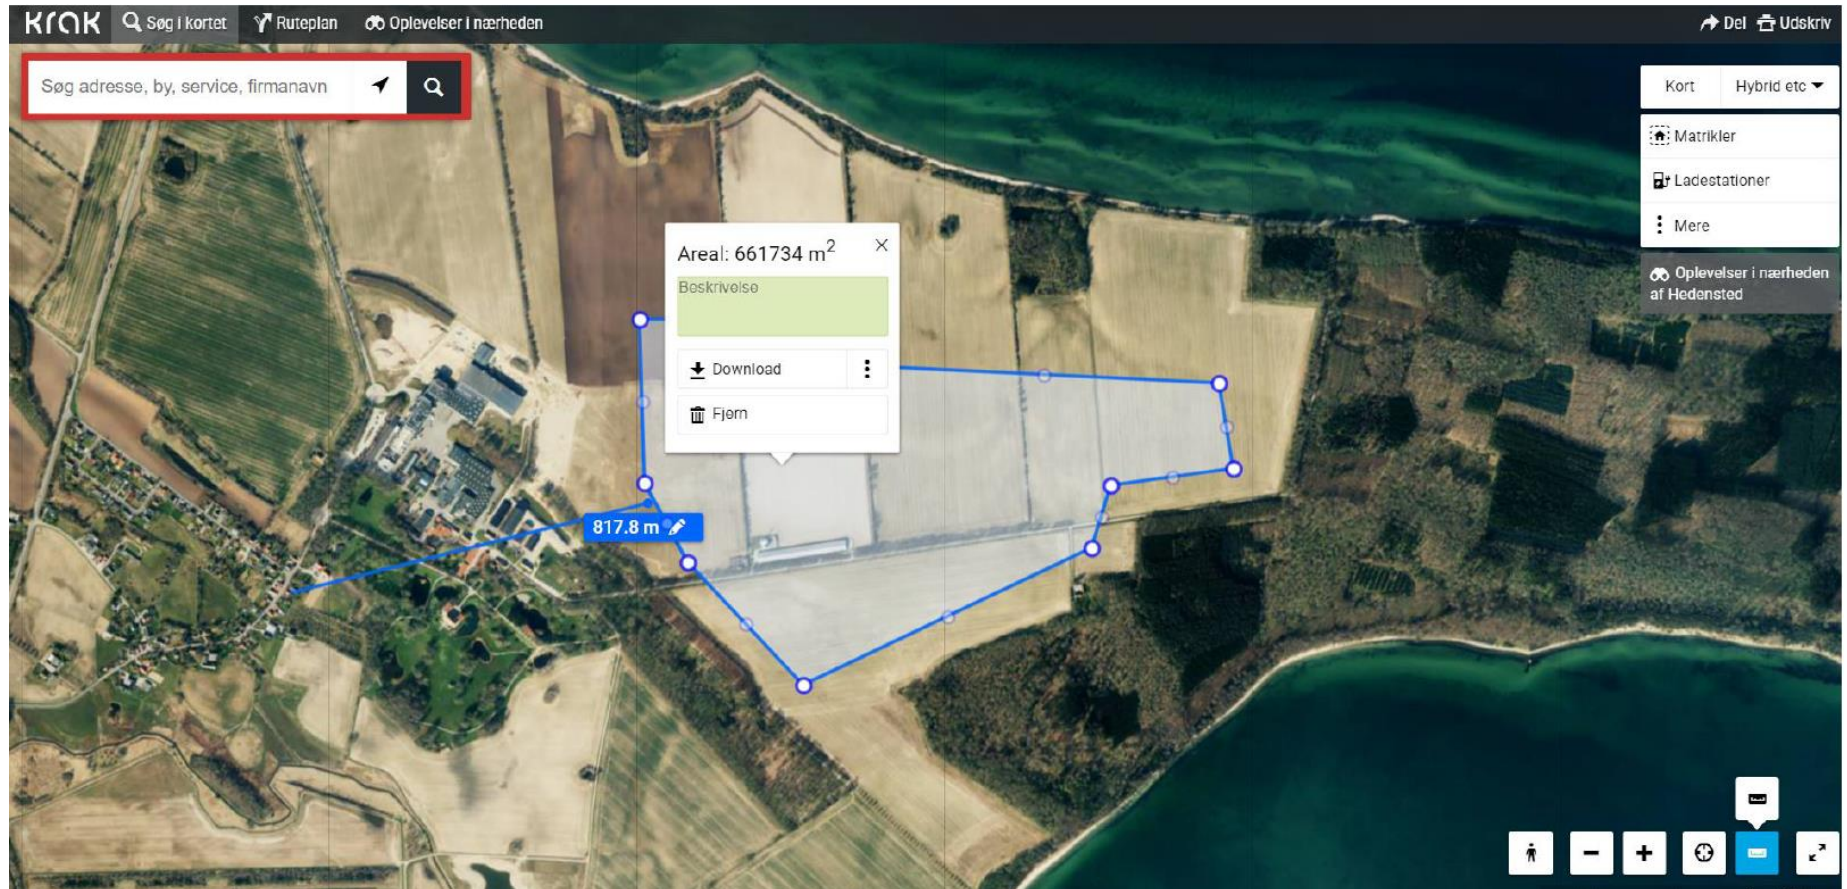 Krak
Søg i kortet
Ruteplan
Oplevelser i nærheden
Del
Udskriv
Søg adresse, by, service, firmanavn
Kort
Hybrid etc
Matrikler
Ladestationer
Mere
Oplevelser i nærheden
af Hedensted
Areal: 661734 m²
Beskrivelse
Download
Fjern
817.8 m